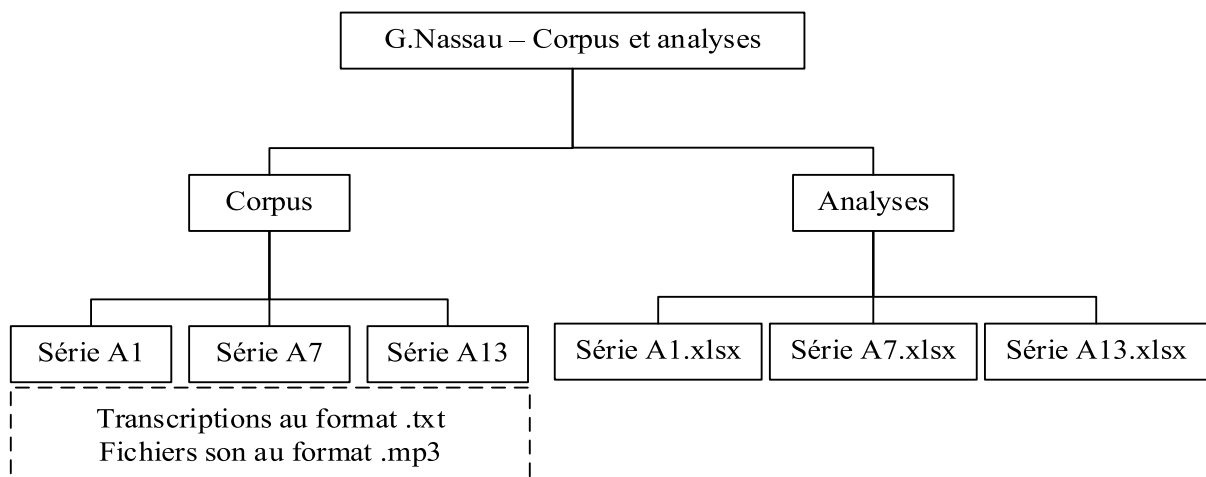 G.Nassau – Corpus et analyses
Corpus
Analyses
Série A1
Série A7
Série A13
Série A1.xlsx
Série A7.xlsx
Série A13.xlsx
Transcriptions au format .txt
Fichiers son au format .mp3